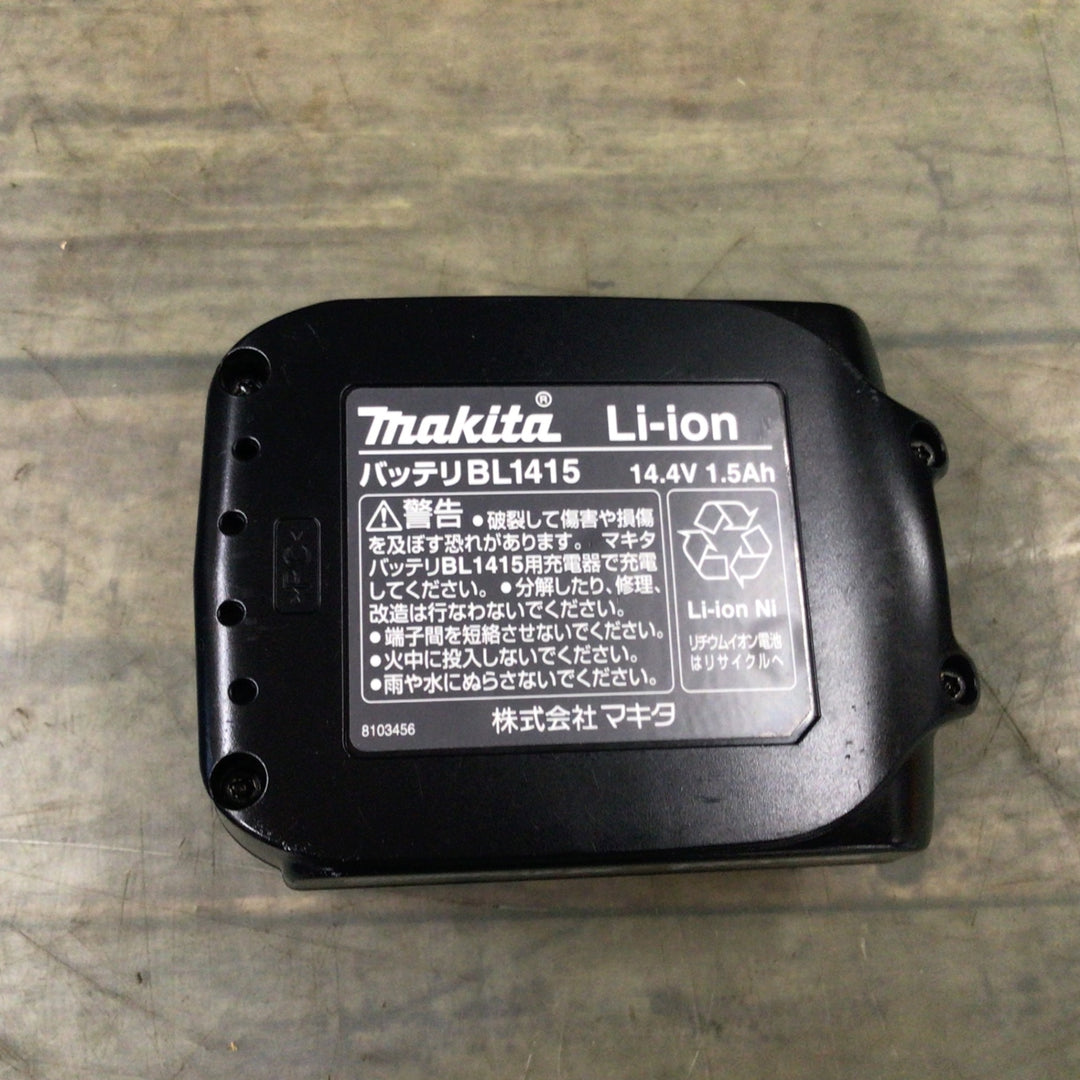 makita® Li-ion
バッテリBL1415 14.4V 1.5Ah
⚠警告 ●破裂して傷害や損傷
を及ぼす恐れがあります。 マキタ
バッテリBL1415用充電器で充電
してください。 ●分解したり、修理、
改造は行なわないでください。
●端子間を短絡させないでください。
●火中に投入しないでください。
●雨や水にぬらさないでください。
Li-ion Ni
リチウムイオン電池
はリサイクルへ
8103456
株式会社マキタ